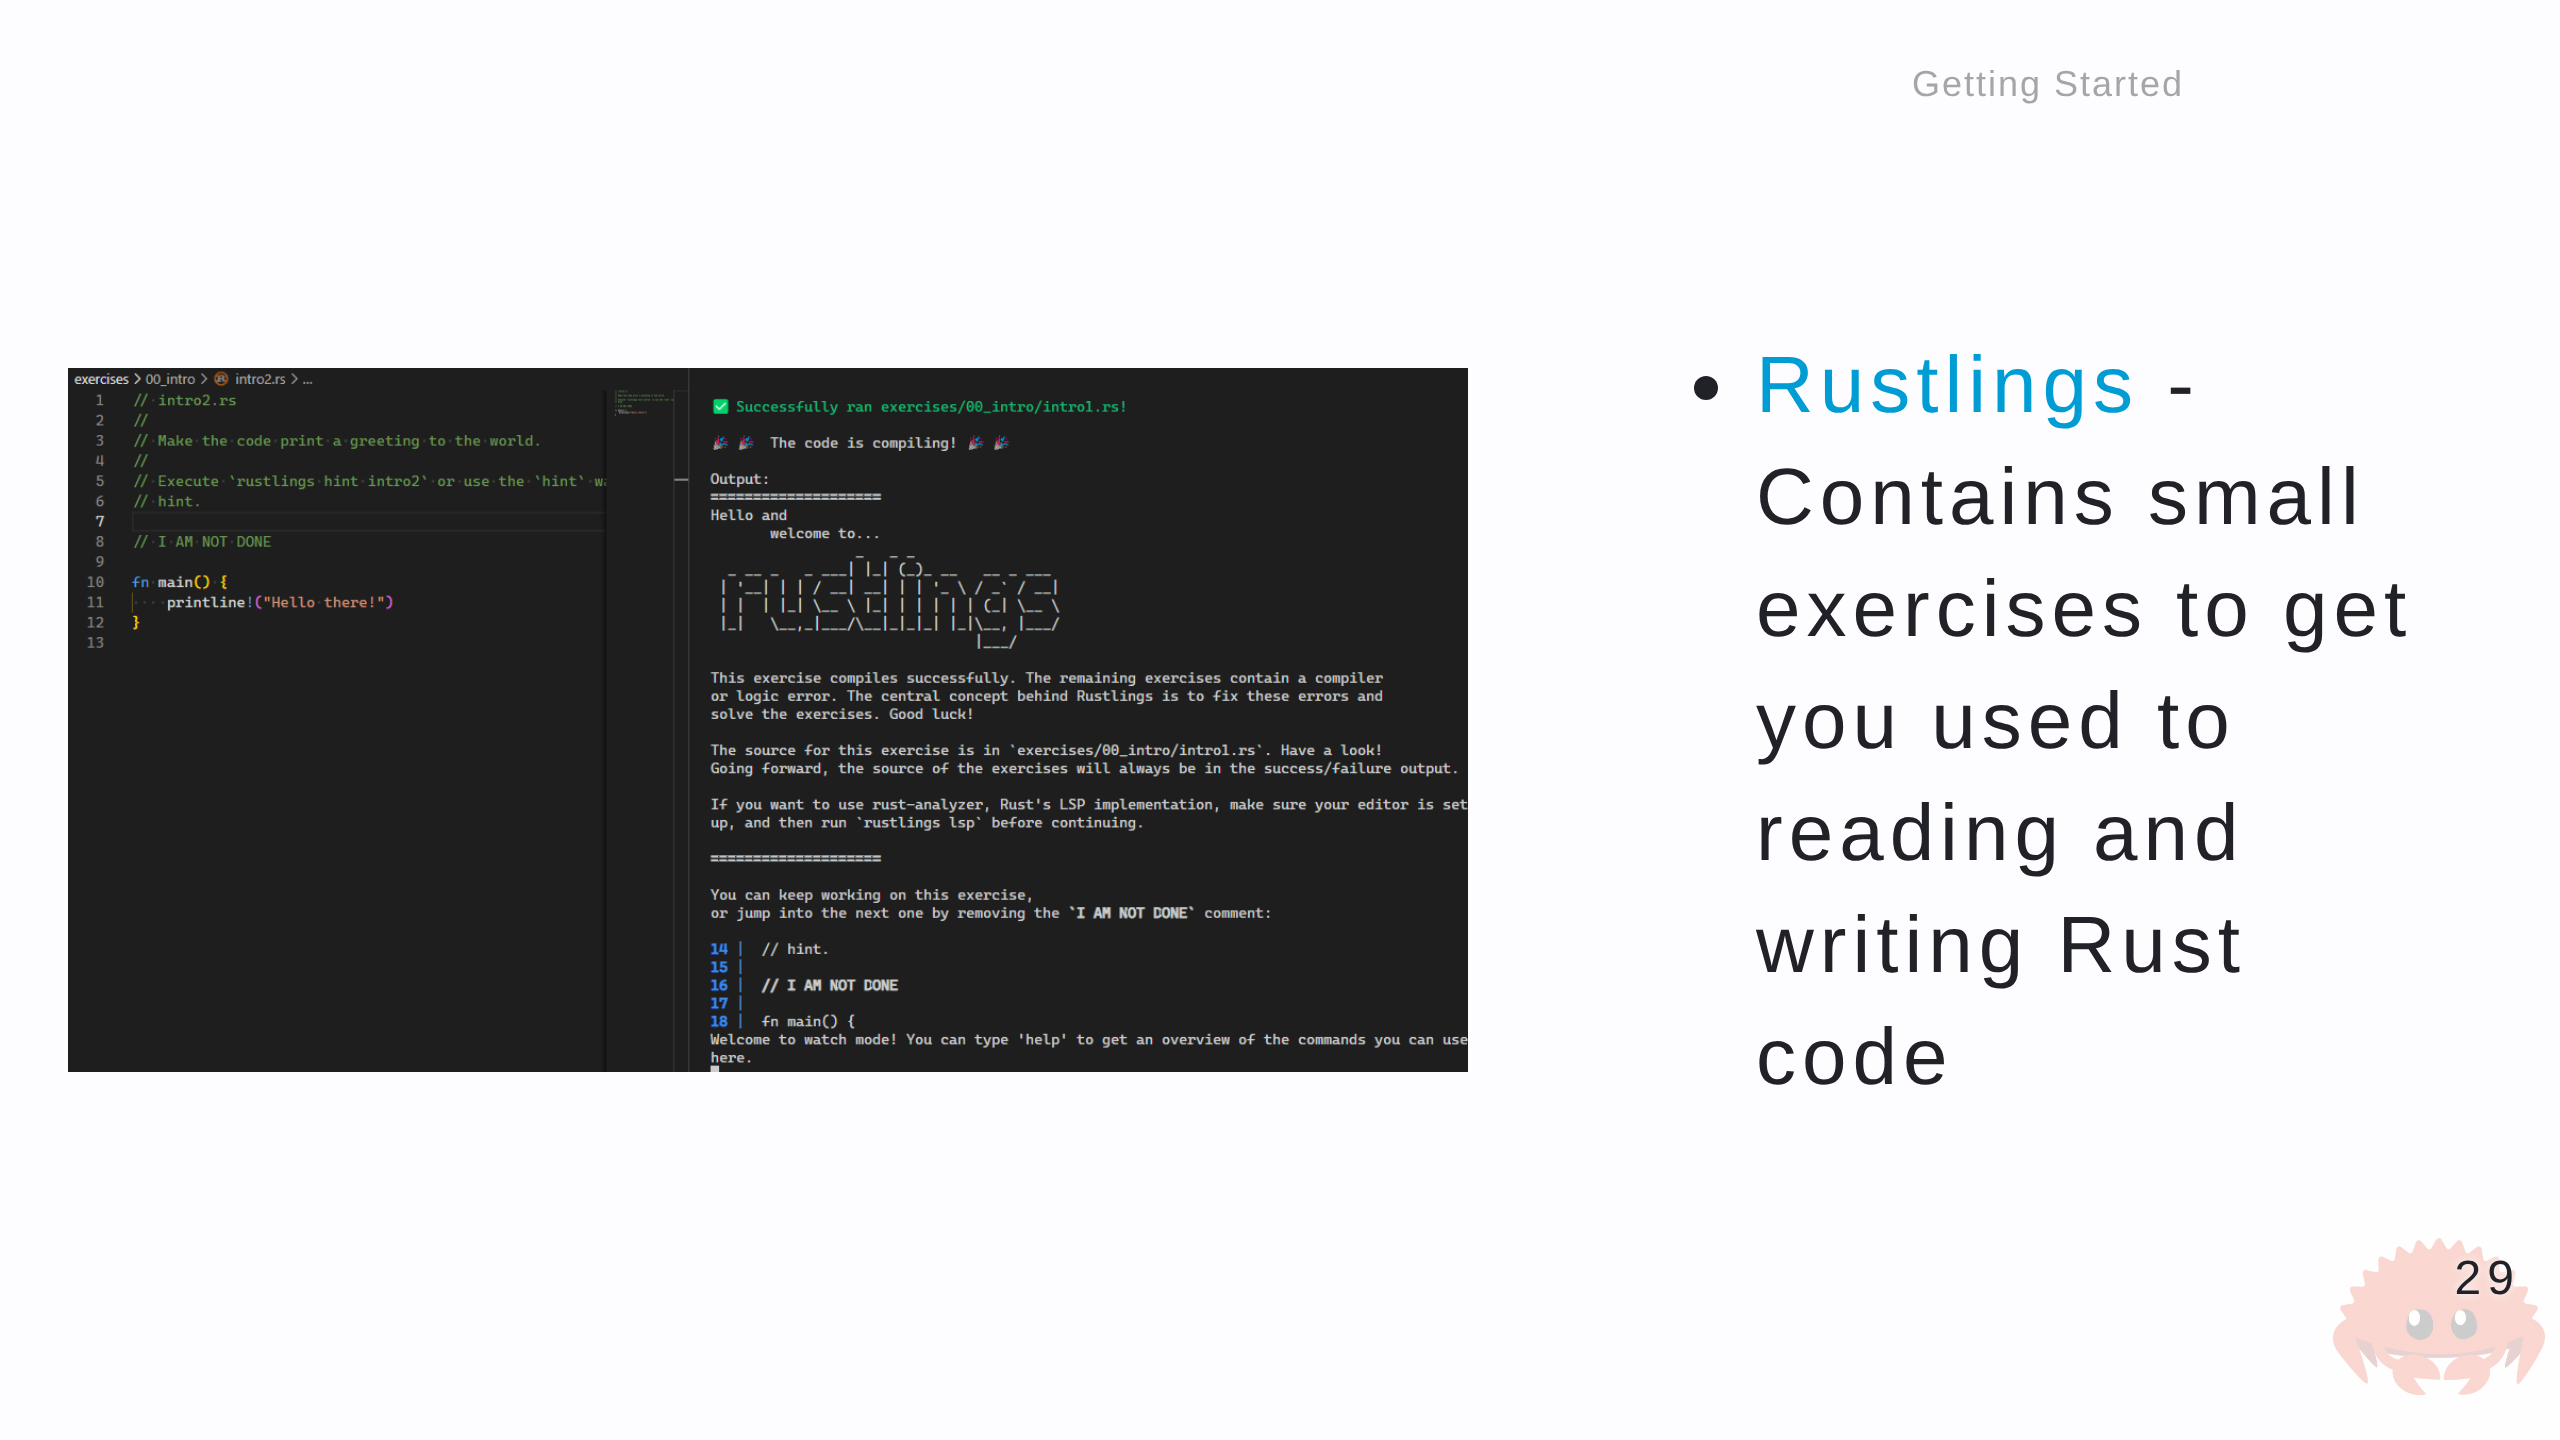 Getting Started
exercises > 00_intro > intro2.rs > ...
1 // intro2.rs
2 //
3 // Make the code print a greeting to the world.
4 //
5 // Execute `rustlings hint intro2` or use the `hint`
6 // hint.
7
8 // I AM NOT DONE
9
10 fn main() {
11 printline!("Hello there!")
12 }
13
✅ Successfully ran exercises/00_intro/intro1.rs!
🎉 🎉 The code is compiling! 🎉 🎉
Output:
====================
Hello and
welcome to...
rustlings
This exercise compiles successfully. The remaining exercises contain a compiler
or logic error. The central concept behind Rustlings is to fix these errors and
solve the exercises. Good luck!
The source for this exercise is in `exercises/00_intro/intro1.rs`. Have a look!
Going forward, the source of the exercises will always be in the success/failure output.
If you want to use rust-analyzer, Rust's LSP implementation, make sure your editor is set
up, and then run `rustlings lsp` before continuing.
====================
You can keep working on this exercise,
or jump into the next one by removing the `I AM NOT DONE` comment:
14 | // hint.
15 |
16 | // I AM NOT DONE
17 |
18 | fn main() {
Welcome to watch mode! You can type 'help' to get an overview of the commands you can use
here.
• Rustlings -
Contains small
exercises to get
you used to
reading and
writing Rust
code
29